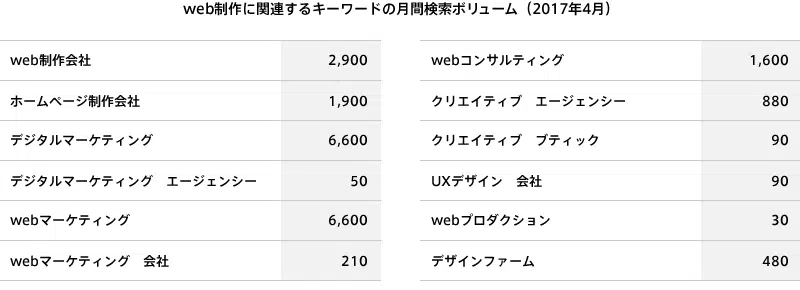 web制作に関連するキーワードの月間検索ボリューム（2017年4月）
web制作会社 2,900
ホームページ制作会社 1,900
デジタルマーケティング 6,600
デジタルマーケティング　エージェンシー 50
webマーケティング 6,600
webマーケティング　会社 210
webコンサルティング 1,600
クリエイティブ　エージェンシー 880
クリエイティブ　ブティック 90
UXデザイン　会社 90
webプロダクション 30
デザインファーム 480